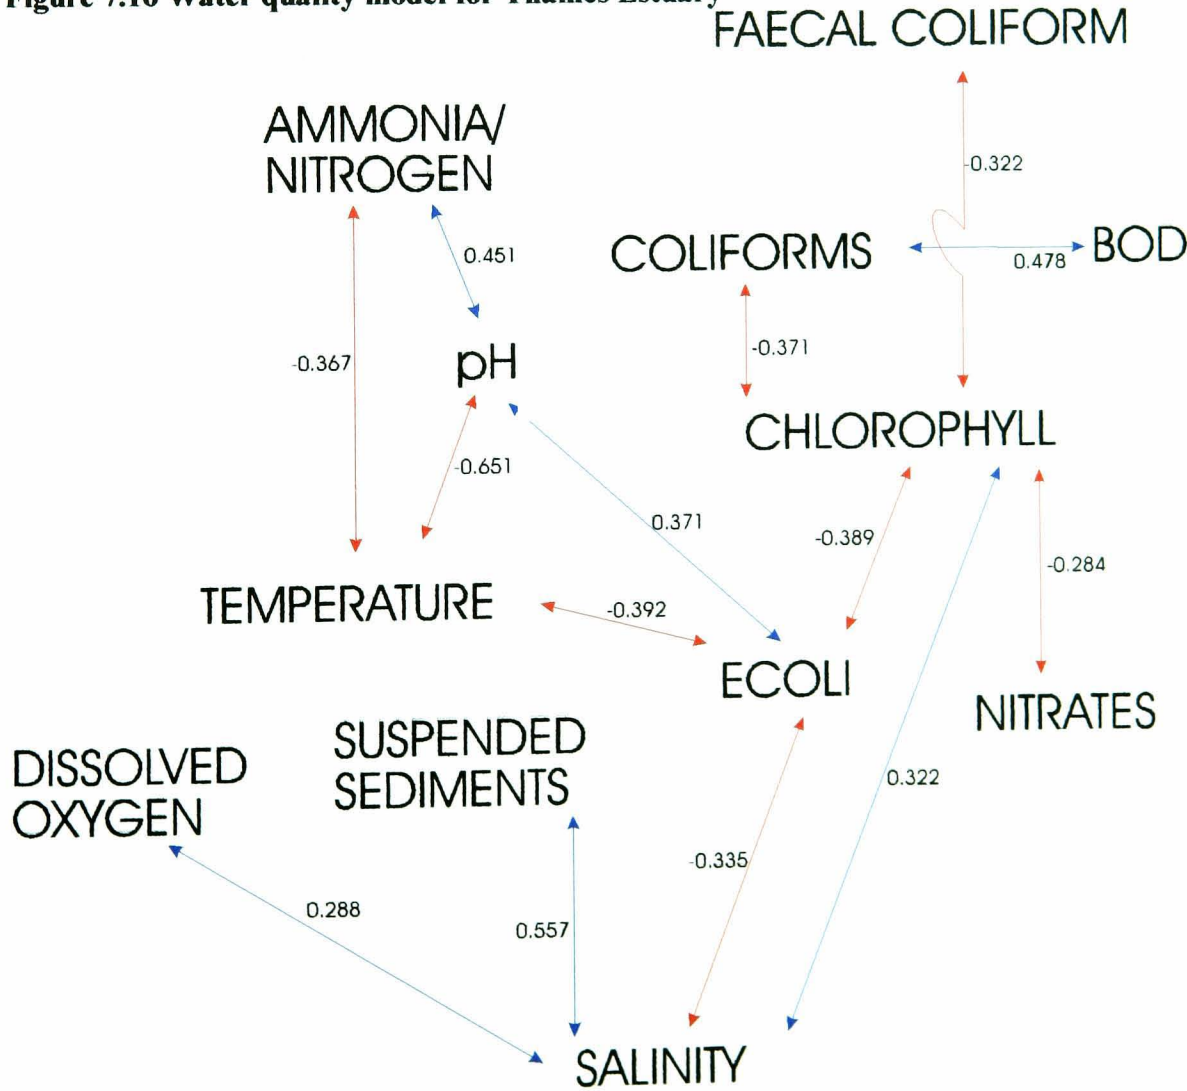 Figure 7.16 Water quality model for Thames Estuary
FAECAL COLIFORM
AMMONIA/
NITROGEN
-0.322
COLIFORMS
BOD
0.451
0.478
-0.367
pH
-0.371
CHLOROPHYLL
-0.651
0.371
-0.389
-0.284
TEMPERATURE
-0.392
ECOLI
NITRATES
SUSPENDED
SEDIMENTS
DISSOLVED
OXYGEN
0.322
-0.335
0.288
0.557
SALINITY